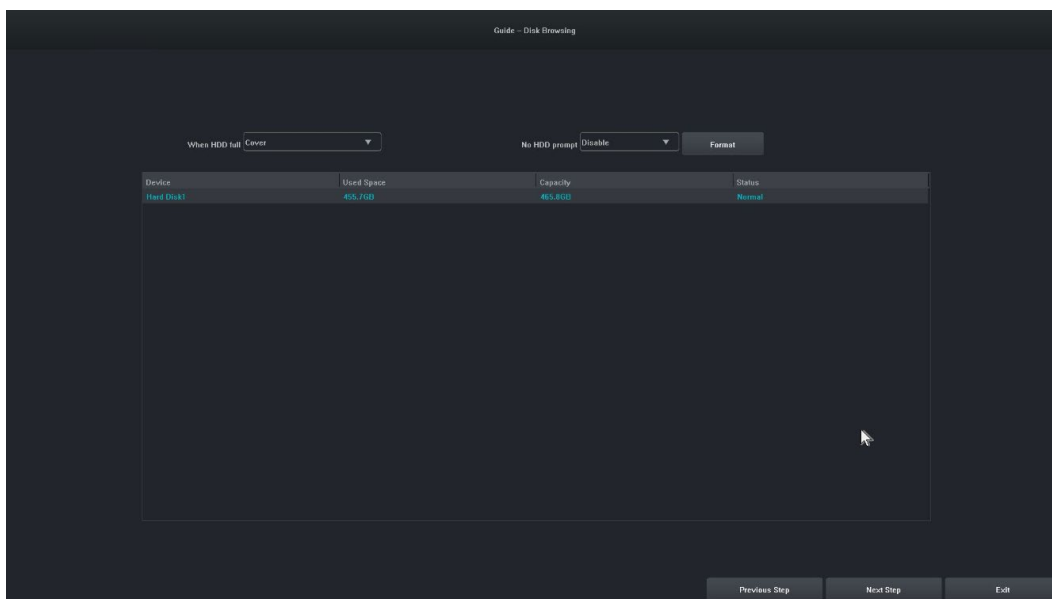 Guide – Disk Browsing
When HDD full Cover No HDD prompt Disable Format
Device Used Space Capacity Status
Hard Disk1 455.7GB 465.8GB Normal
Previous Step Next Step Exit